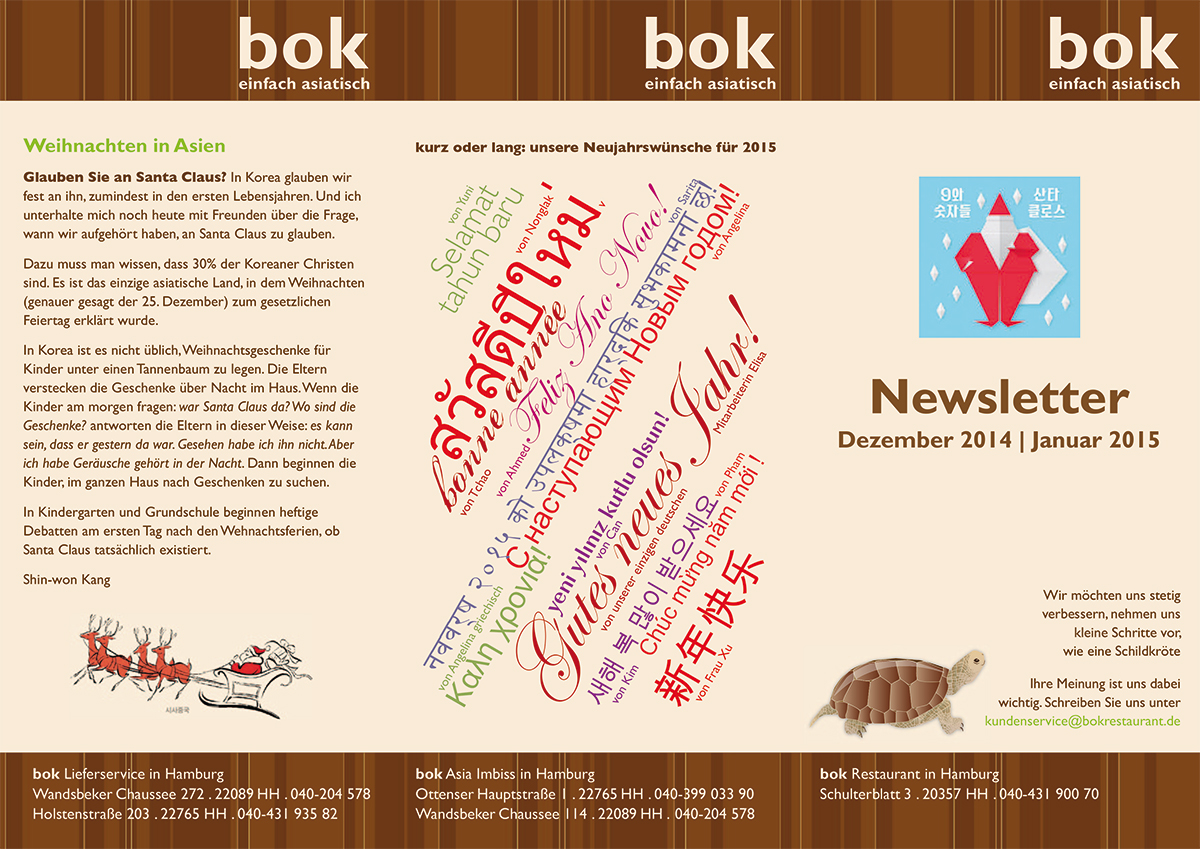 bok
einfach asiatisch
Weihnachten in Asien
Glauben Sie an Santa Claus? In Korea glauben wir
fest an ihn, zumindest in den ersten Lebensjahren. Und ich
unterhalte mich noch heute mit Freunden über die Frage,
wann wir aufgehört haben, an Santa Claus zu glauben.
Dazu muss man wissen, dass 30% der Koreaner Christen
sind. Es ist das einzige asiatische Land, in dem Weihnachten
(genauer gesagt der 25. Dezember) zum gesetzlichen
Feiertag erklärt wurde.
In Korea ist es nicht üblich, Weihnachtsgeschenke für
Kinder unter einen Tannenbaum zu legen. Die Eltern
verstecken die Geschenke über Nacht im Haus. Wenn die
Kinder am morgen fragen: war Santa Claus da? Wo sind die
Geschenke? antworten die Eltern in dieser Weise: es kann
sein, dass er gestern da war. Gesehen habe ich ihn nicht. Aber
ich habe Geräusche gehört in der Nacht. Dann beginnen die
Kinder, im ganzen Haus nach Geschenken zu suchen.
In Kindergarten und Grundschule beginnen heftige
Debatten am ersten Tag nach den Wehnachtsferien, ob
Santa Claus tatsächlich existiert.
Shin-won Kang
시사중국
bok Lieferservice in Hamburg
Wandsbeker Chaussee 272 . 22089 HH . 040-204 578
Holstenstraße 203 . 22765 HH . 040-431 935 82
bok
einfach asiatisch
kurz oder lang: unsere Neujahrswünsche für 2015
von Yuni
Selamat
tahun baru
von Nonglak'
สวัสดีปีใหม่
v
bonne année
von Tchao
Feliz Ano Novo!
von Ahmed
नववर्ष २०१५ को उपलक्षमा हार्दिक शुभकामना छ!
von Sarita
С наступающим Новым годом!
von Angelina
von Angelina griechisch
Καλη χρονιά!
yeni yılınız kutlu olsun!
von Can
Gutes neues Jahr!
von unserer einzigen deutschen
Mitarbeiterin Elisa
새해 복 많이 받으세요
von Kim
von Pham
Chúc mừng năm mới !
新年快乐
von Frau Xu
bok Asia Imbiss in Hamburg
Ottenser Hauptstraße 1 . 22765 HH . 040-399 033 90
Wandsbeker Chaussee 114 . 22089 HH . 040-204 578
bok
einfach asiatisch
9와
숫자들
산타
클로스
Newsletter
Dezember 2014 | Januar 2015
Wir möchten uns stetig
verbessern, nehmen uns
kleine Schritte vor,
wie eine Schildkröte
Ihre Meinung ist uns dabei
wichtig. Schreiben Sie uns unter
kundenservice@bokrestaurant.de
bok Restaurant in Hamburg
Schulterblatt 3 . 20357 HH . 040-431 900 70